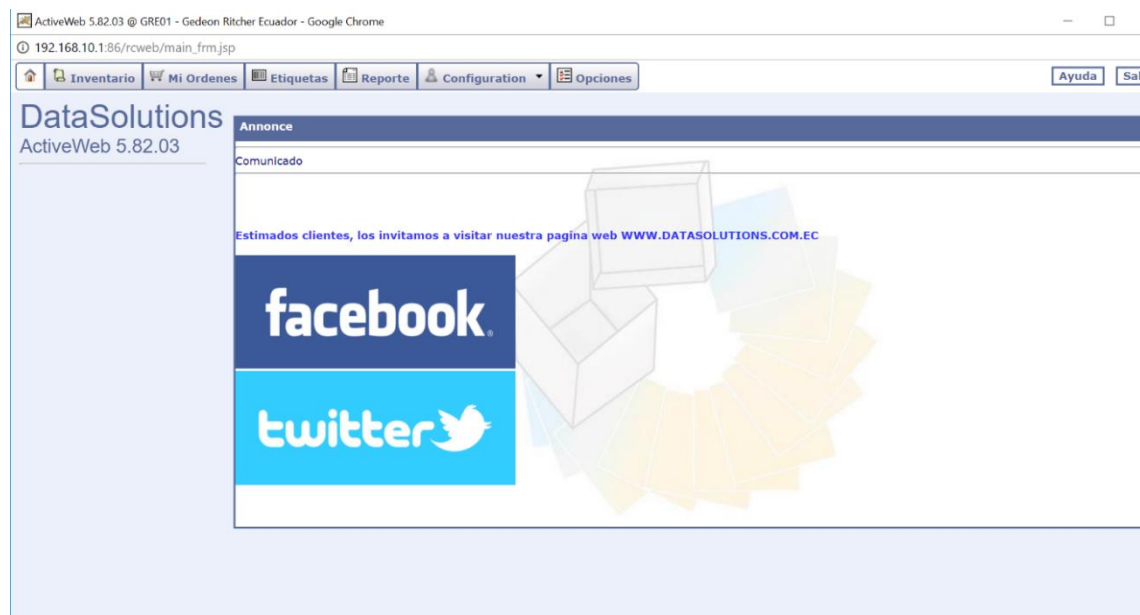 ActiveWeb 5.82.03 @ GRE01 - Gedeon Ritcher Ecuador - Google Chrome
192.168.10.1:86/rcweb/main_frm.jsp
Inventario Mi Ordenes Etiquetas Reporte Configuration Opciones Ayuda Sal
DataSolutions
ActiveWeb 5.82.03
Annonce
Comunicado
Estimados clientes, los invitamos a visitar nuestra pagina web WWW.DATASOLUTIONS.COM.EC
facebook.
twitter